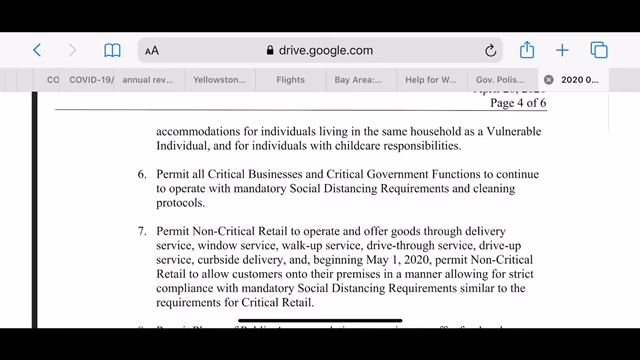 AA drive.google.com
CO COVID-19/ annual rev... Yellowston... Flights Bay Area:... Help for W... Gov. Polis... 2020 0...
Page 4 of 6
accommodations for individuals living in the same household as a Vulnerable
Individual, and for individuals with childcare responsibilities.
6. Permit all Critical Businesses and Critical Government Functions to continue
to operate with mandatory Social Distancing Requirements and cleaning
protocols.
7. Permit Non-Critical Retail to operate and offer goods through delivery
service, window service, walk-up service, drive-through service, drive-up
service, curbside delivery, and, beginning May 1, 2020, permit Non-Critical
Retail to allow customers onto their premises in a manner allowing for strict
compliance with mandatory Social Distancing Requirements similar to the
requirements for Critical Retail.